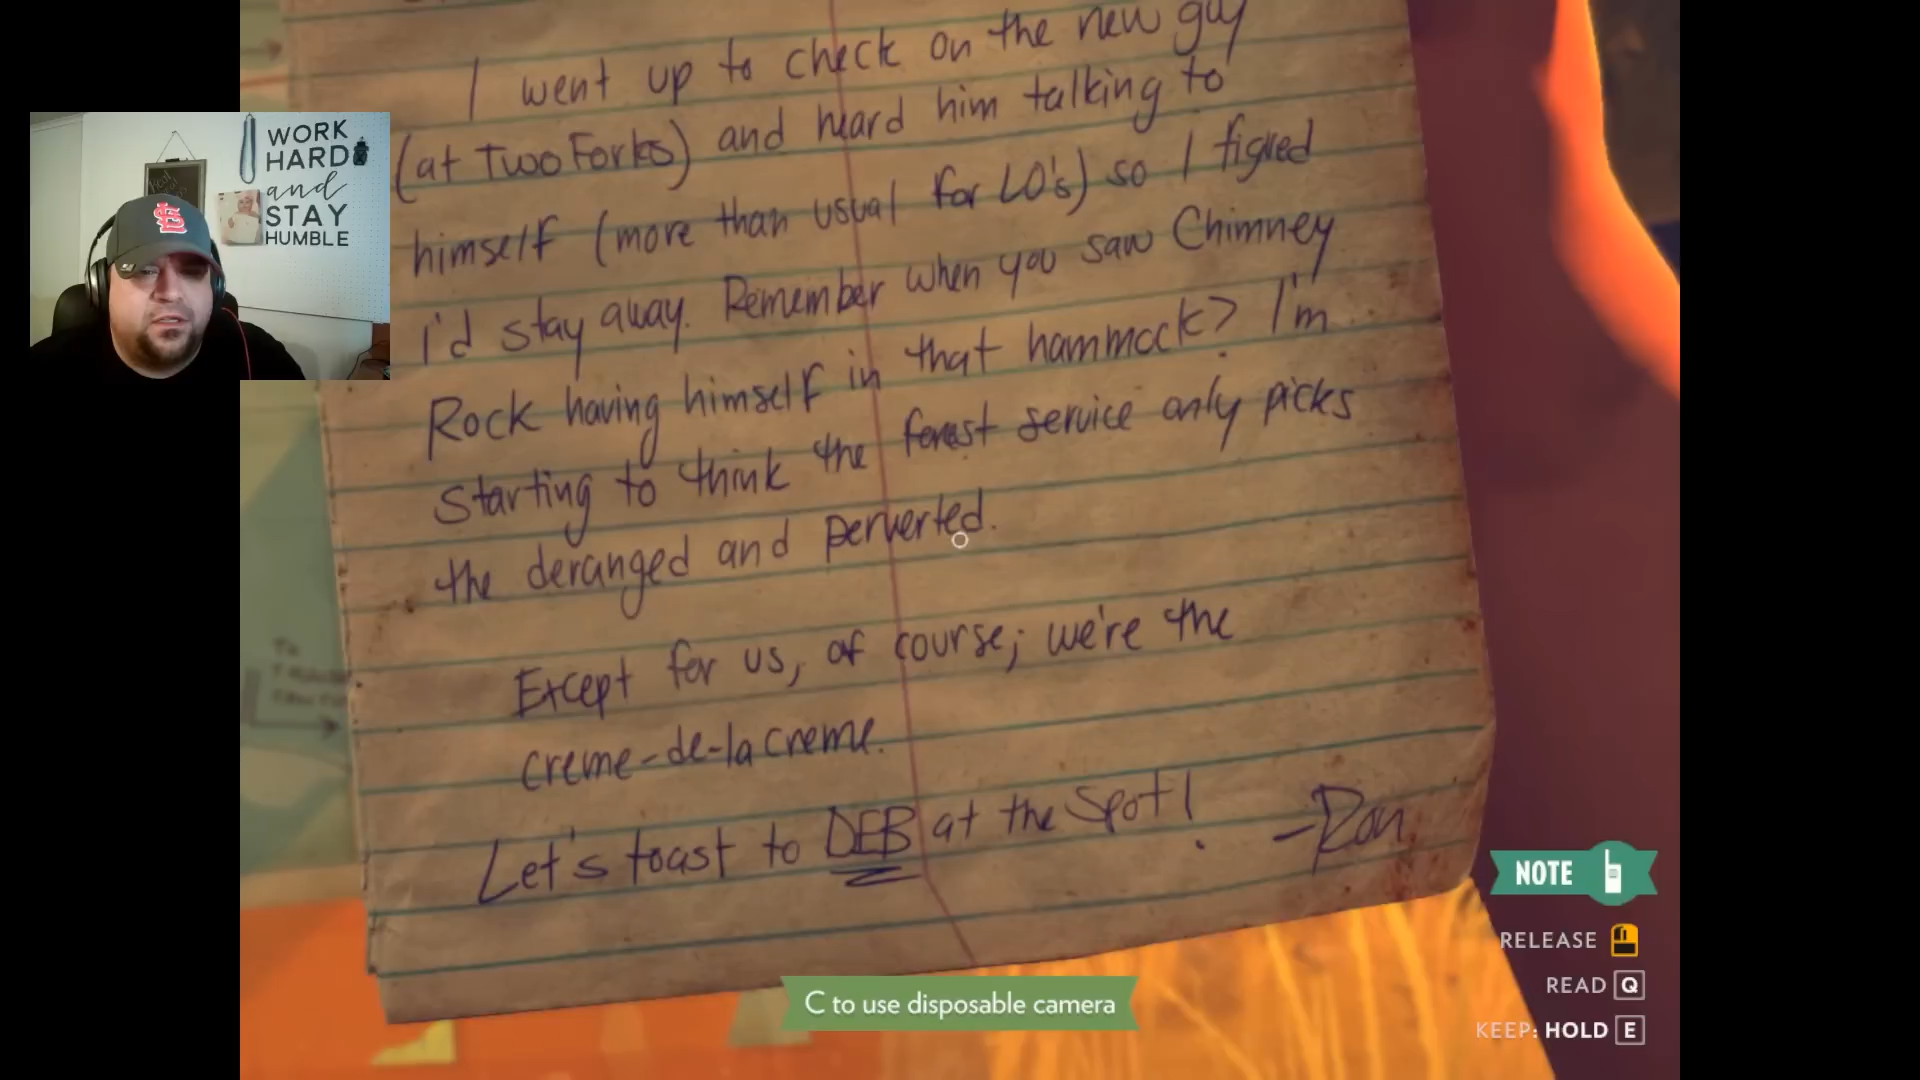 I went up to check on the new guy
(at Two Forks) and heard him talking to
himself (more than usual for LO's) so I figred
I'd stay away. Remember when you saw Chimney
Rock having himself in that hammock? I'm
starting to think the forest service only picks
the deranged and perverted.
Except for us, of course; we're the
creme-de-la creme.
Let's toast to DEB at the Spot!
-Ron
WORK
HARD
and
STAY
HUMBLE
NOTE
RELEASE
READ Q
KEEP: HOLD E
C to use disposable camera